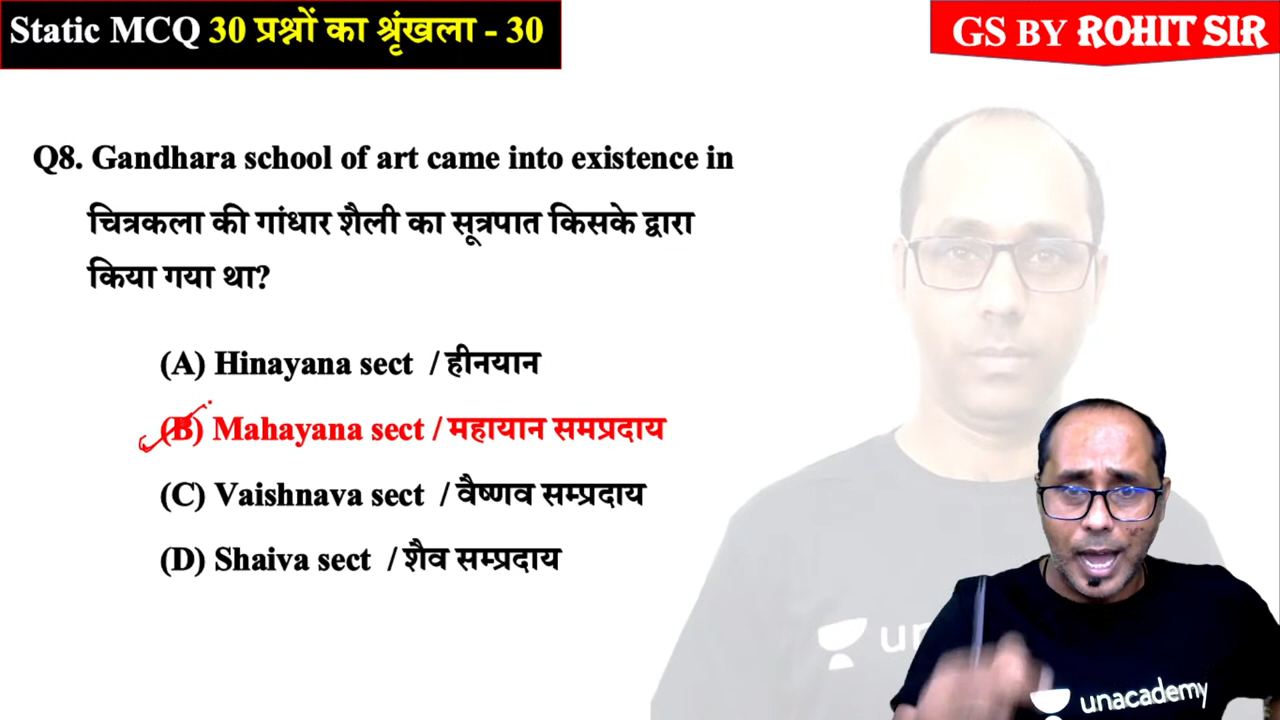 Static MCQ 30 प्रश्नों का श्रृंखला - 30
GS BY ROHIT SIR
Q8. Gandhara school of art came into existence in
चित्रकला की गांधार शैली का सूत्रपात किसके द्वारा
किया गया था?
(A) Hinayana sect / हीनयान
(B) Mahayana sect / महायान समप्रदाय
(C) Vaishnava sect / वैष्णव सम्प्रदाय
(D) Shaiva sect / शैव सम्प्रदाय
un
unacademy